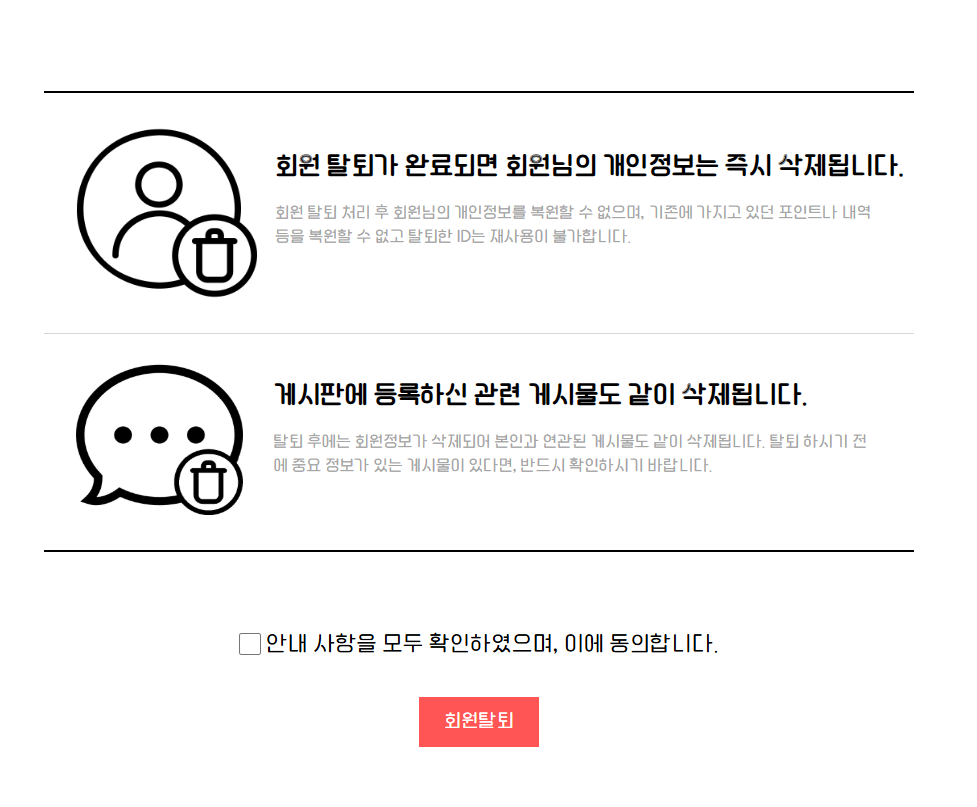 회원 탈퇴가 완료되면 회원님의 개인정보는 즉시 삭제됩니다.
회원 탈퇴 처리 후 회원님의 개인정보를 복원할 수 없으며, 기존에 가지고 있던 포인트나 내역
등을 복원할 수 없고 탈퇴한 ID는 재사용이 불가합니다.
게시판에 등록하신 관련 게시물도 같이 삭제됩니다.
탈퇴 후에는 회원정보가 삭제되어 본인과 연관된 게시물도 같이 삭제됩니다. 탈퇴 하시기 전
에 중요 정보가 있는 게시물이 있다면, 반드시 확인하시기 바랍니다.
안내 사항을 모두 확인하였으며, 이에 동의합니다.
회원탈퇴